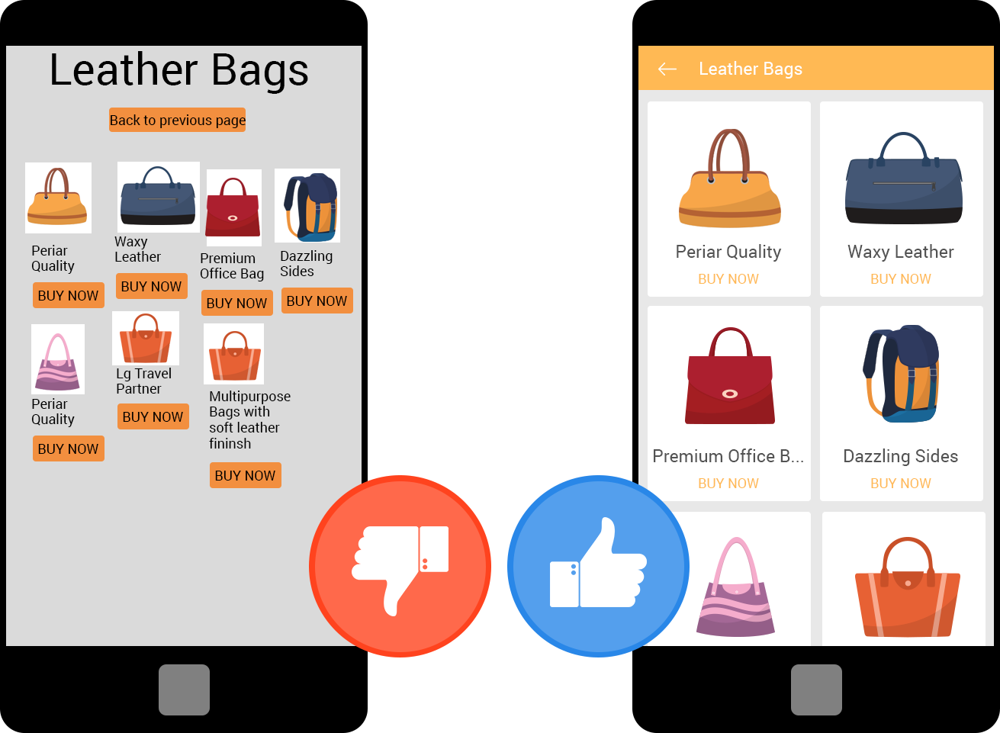 Leather Bags
Back to previous page
Periar
Quality
BUY NOW
Waxy
Leather
BUY NOW
Premium
Office Bag
BUY NOW
Dazzling
Sides
BUY NOW
Periar
Quality
BUY NOW
Lg Travel
Partner
BUY NOW
Multipurpose
Bags with
soft leather
fininsh
BUY NOW
Leather Bags
Periar Quality
BUY NOW
Waxy Leather
BUY NOW
Premium Office B...
BUY NOW
Dazzling Sides
BUY NOW